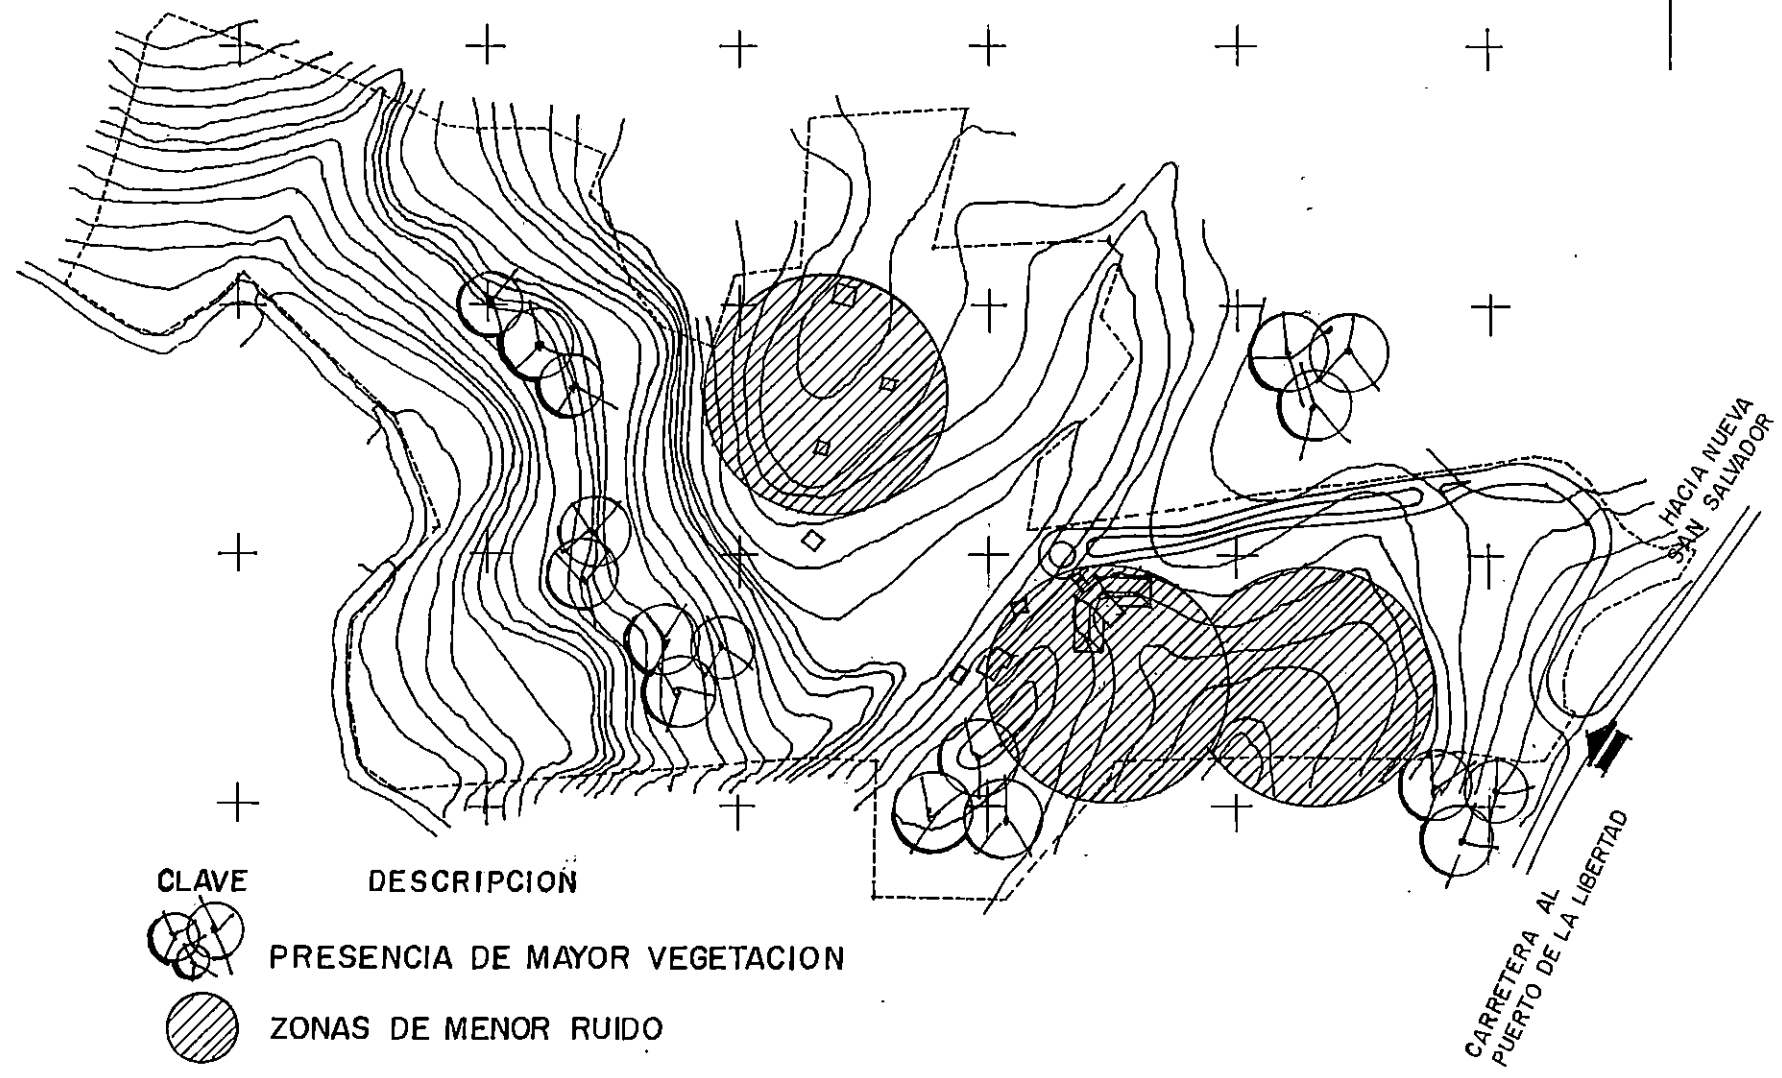 HACIA NUEVA
SAN SALVADOR
CARRETERA AL
PUERTO DE LA LIBERTAD
CLAVE DESCRIPCION
PRESENCIA DE MAYOR VEGETACION
ZONAS DE MENOR RUIDO